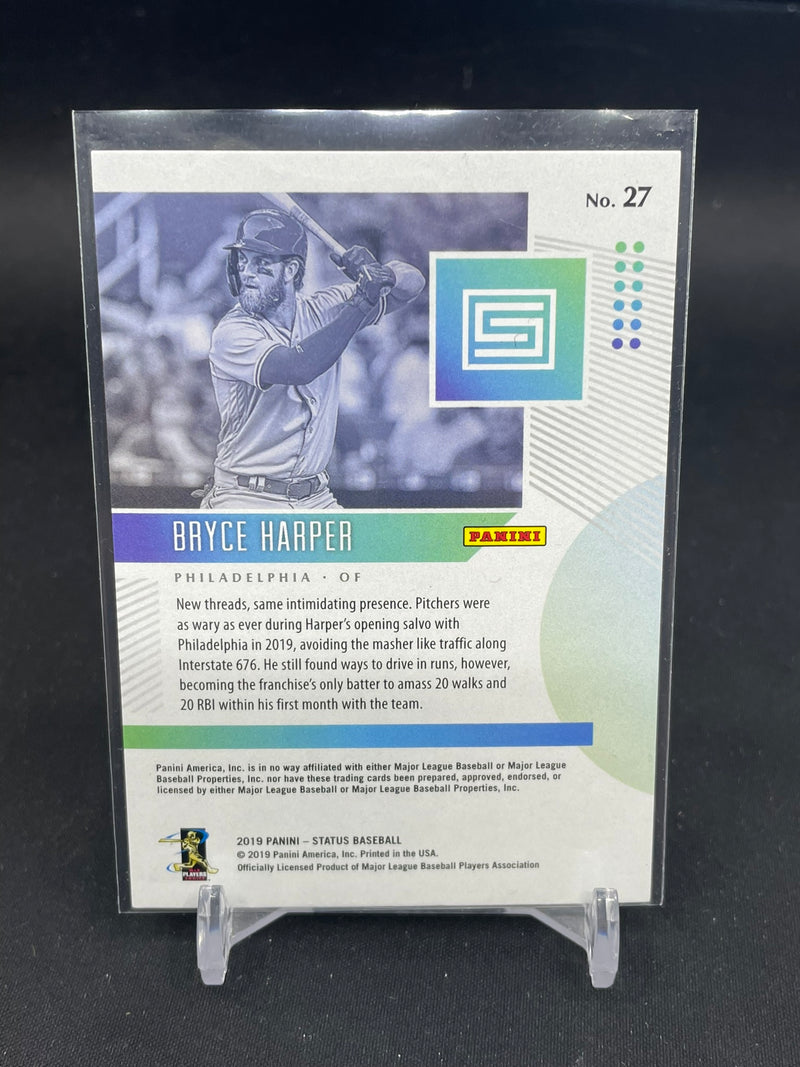 No. 27
BRYCE HARPER
PANINI
PHILADELPHIA · OF
New threads, same intimidating presence. Pitchers were
as wary as ever during Harper's opening salvo with
Philadelphia in 2019, avoiding the masher like traffic along
Interstate 676. He still found ways to drive in runs, however,
becoming the franchise's only batter to amass 20 walks and
20 RBI within his first month with the team.
Panini America, Inc. is in no way affiliated with either Major League Baseball or Major League
Baseball Properties, Inc. nor have these trading cards been prepared, approved, endorsed, or
licensed by either Major League Baseball or Major League Baseball Properties, Inc.
PLAYERS
2019 PANINI – STATUS BASEBALL
© 2019 Panini America, Inc. Printed in the USA.
Officially Licensed Product of Major League Baseball Players Association